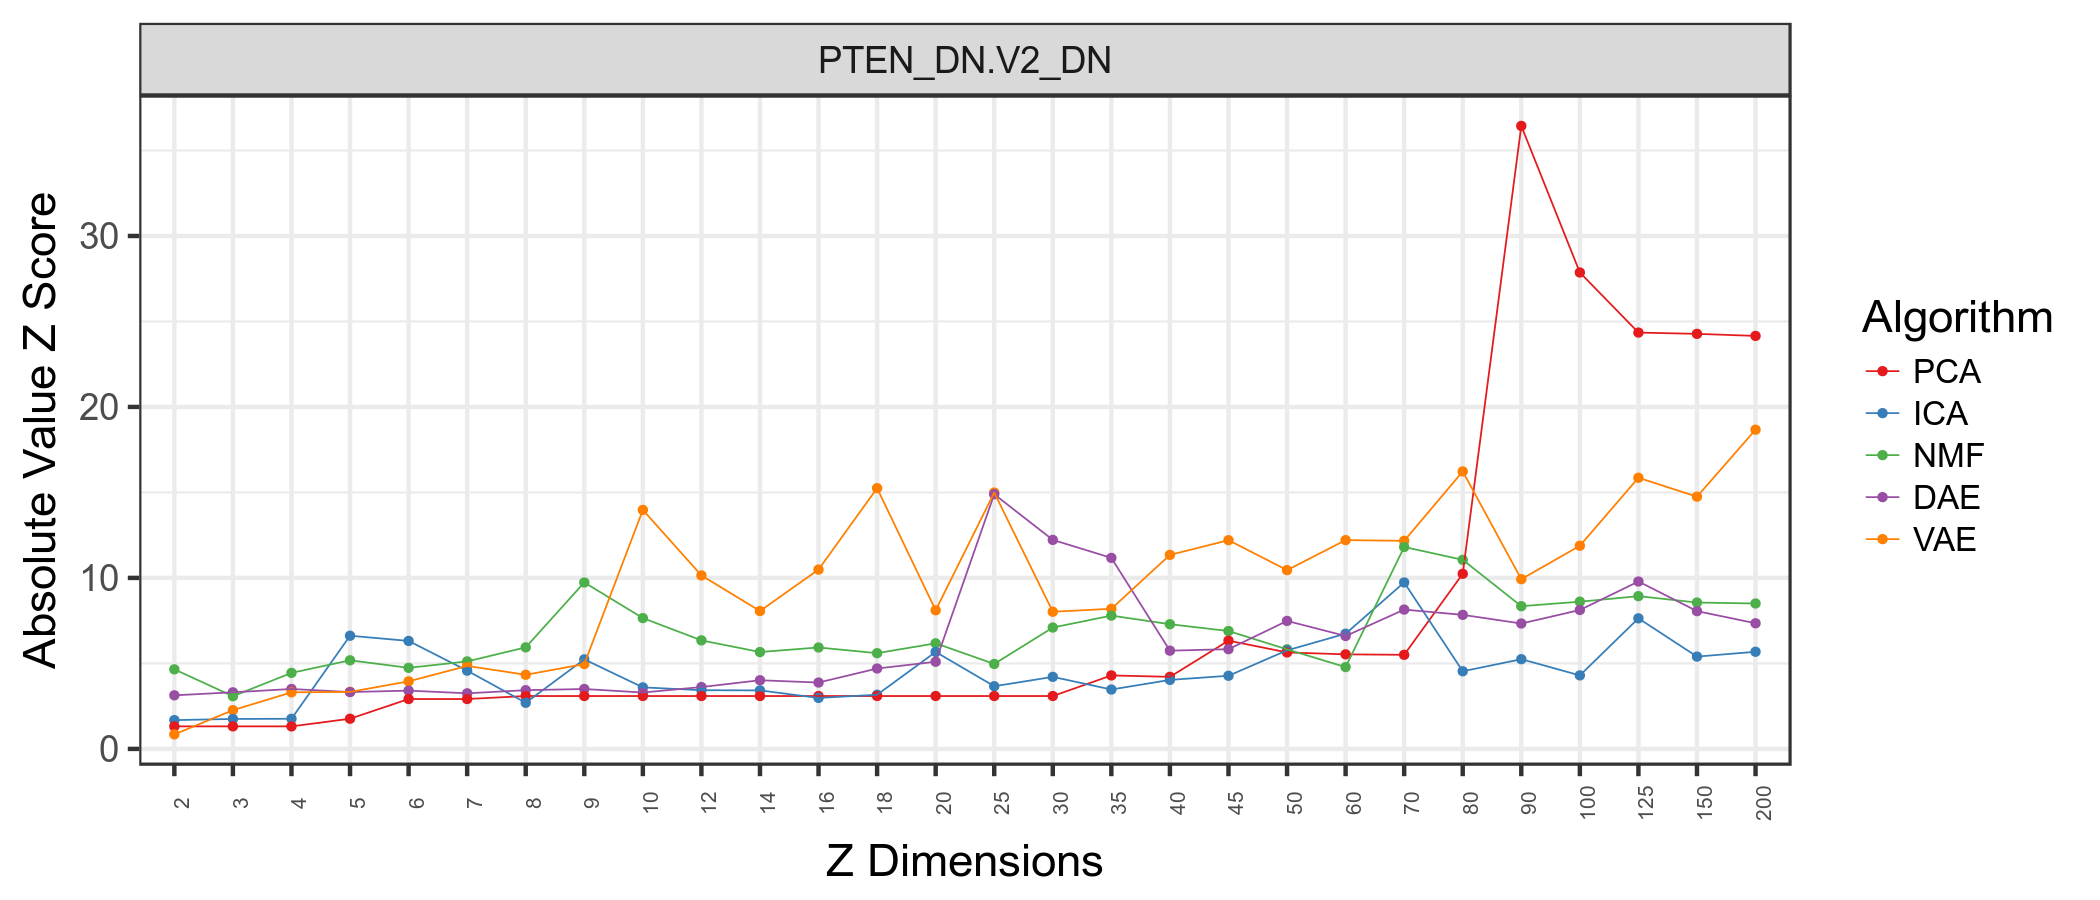 PTEN_DN.V2_DN
Absolute Value Z Score
30
20
10
0
2 3 4 5 6 7 8 9 10 12 14 16 18 20 25 30 35 40 45 50 60 70 80 90 100 125 150 200
Z Dimensions
Algorithm
PCA
ICA
NMF
DAE
VAE